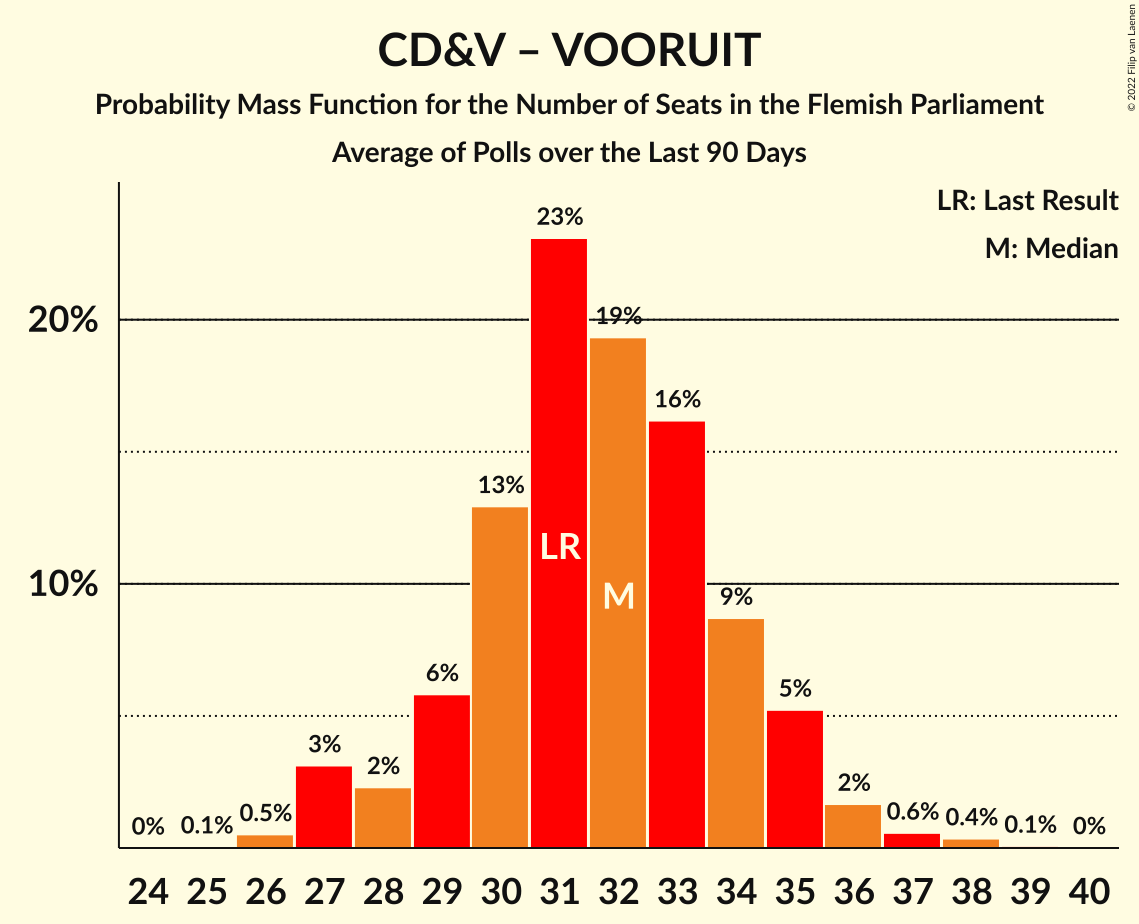 CD&V – VOORUIT
Probability Mass Function for the Number of Seats in the Flemish Parliament
Average of Polls over the Last 90 Days
© 2022 Filip van Laenen
LR: Last Result
M: Median
23%
20%
19%
16%
13%
LR
10%
M
9%
6%
5%
3%
2%
2%
0%
0.1%
0.5%
0.6%
0.4%
0.1%
0%
24 25 26 27 28 29 30 31 32 33 34 35 36 37 38 39 40